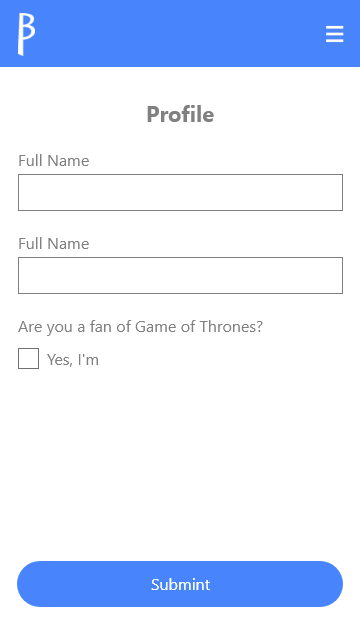 β
Profile
Full Name
Full Name
Are you a fan of Game of Thrones?
Yes, I'm
Submint